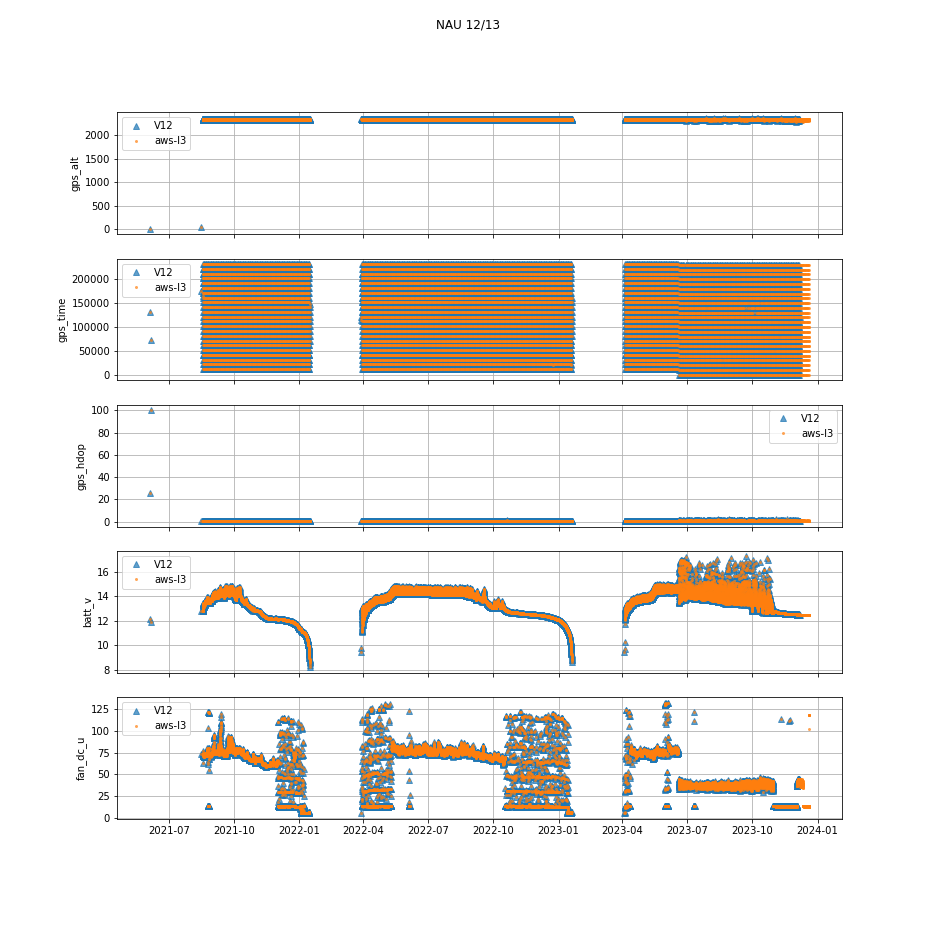 NAU 12/13
gps_alt
2000
1500
1000
500
0
V12
aws-l3
gps_time
200000
150000
100000
50000
0
V12
aws-l3
gps_hdop
100
80
60
40
20
0
V12
aws-l3
batt_v
16
14
12
10
8
V12
aws-l3
fan_dc_u
125
100
75
50
25
0
V12
aws-l3
2021-07 2021-10 2022-01 2022-04 2022-07 2022-10 2023-01 2023-04 2023-07 2023-10 2024-01